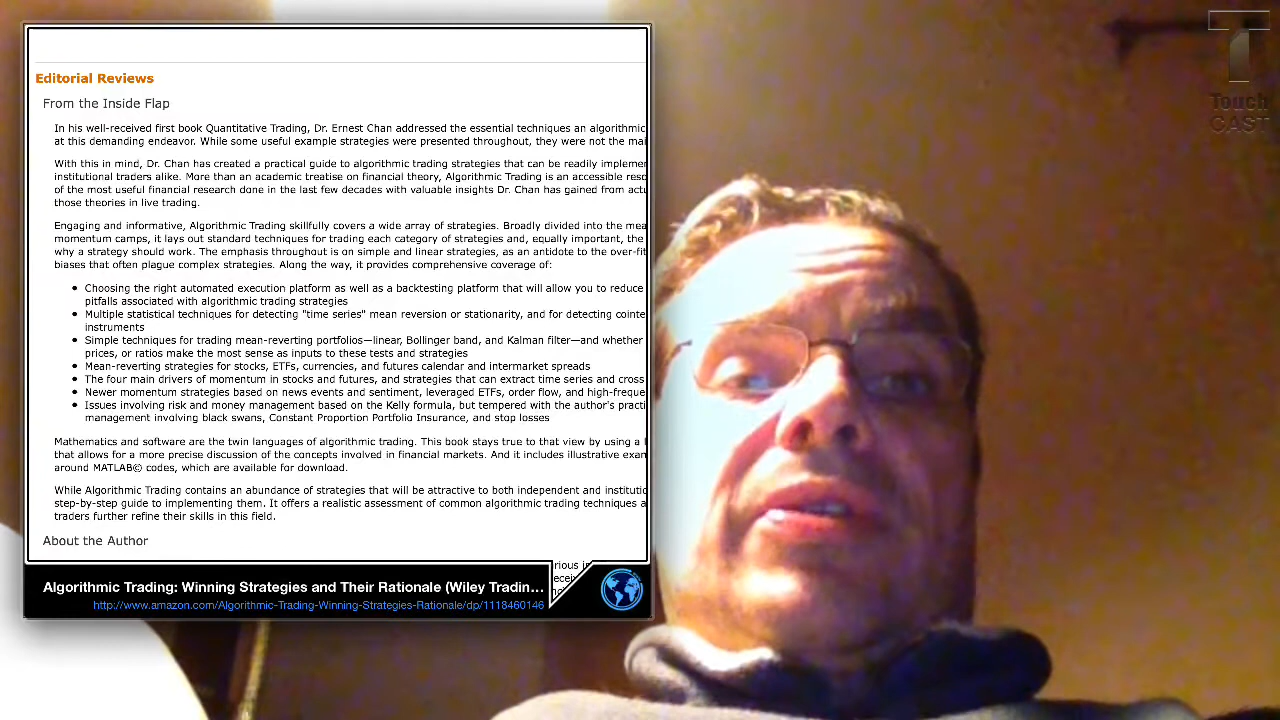 Editorial Reviews
From the Inside Flap
In his well-received first book Quantitative Trading, Dr. Ernest Chan addressed the essential techniques an algorithmic
at this demanding endeavor. While some useful example strategies were presented throughout, they were not the
With this in mind, Dr. Chan has created a practical guide to algorithmic trading strategies that can be readily
institutional traders alike. More than an academic treatise on financial theory, Algorithmic Trading is an accessible
of the most useful financial research done in the last few decades with valuable insights Dr. Chan has gained from
those theories in live trading.
Engaging and informative, Algorithmic Trading skillfully covers a wide array of strategies. Broadly divided into the
momentum camps, it lays out standard techniques for trading each category of strategies and, equally important, the
why a strategy should work. The emphasis throughout is on simple and linear strategies, as an antidote to the
biases that often plague complex strategies. Along the way, it provides comprehensive coverage of:
• Choosing the right automated execution platform as well as a backtesting platform that will allow you to reduce
pitfalls associated with algorithmic trading strategies
• Multiple statistical techniques for detecting "time series" mean reversion or stationarity, and for detecting
instruments
• Simple techniques for trading mean-reverting portfolios—linear, Bollinger band, and Kalman filter—and whether
prices, or ratios make the most sense as inputs to these tests and strategies
• Mean-reverting strategies for stocks, ETFs, currencies, and futures calendar and intermarket spreads
• The four main drivers of momentum in stocks and futures, and strategies that can extract time series and cross
• Newer momentum strategies based on news events and sentiment, leveraged ETFs, order flow, and
• Issues involving risk and money management based on the Kelly formula, but tempered with the author's
management involving black swans, Constant Proportion Portfolio Insurance, and stop losses
Mathematics and software are the twin languages of algorithmic trading. This book stays true to that view by using a
that allows for a more precise discussion of the concepts involved in financial markets. And it includes illustrative
around MATLAB© codes, which are available for download.
While Algorithmic Trading contains an abundance of strategies that will be attractive to both independent and
step-by-step guide to implementing them. It offers a realistic assessment of common algorithmic trading techniques
traders further refine their skills in this field.
About the Author
Algorithmic Trading: Winning Strategies and Their Rationale (Wiley Tradin...
http://www.amazon.com/Algorithmic-Trading-Winning-Strategies-Rationale/dp/1118460146
T
Touch
CAST